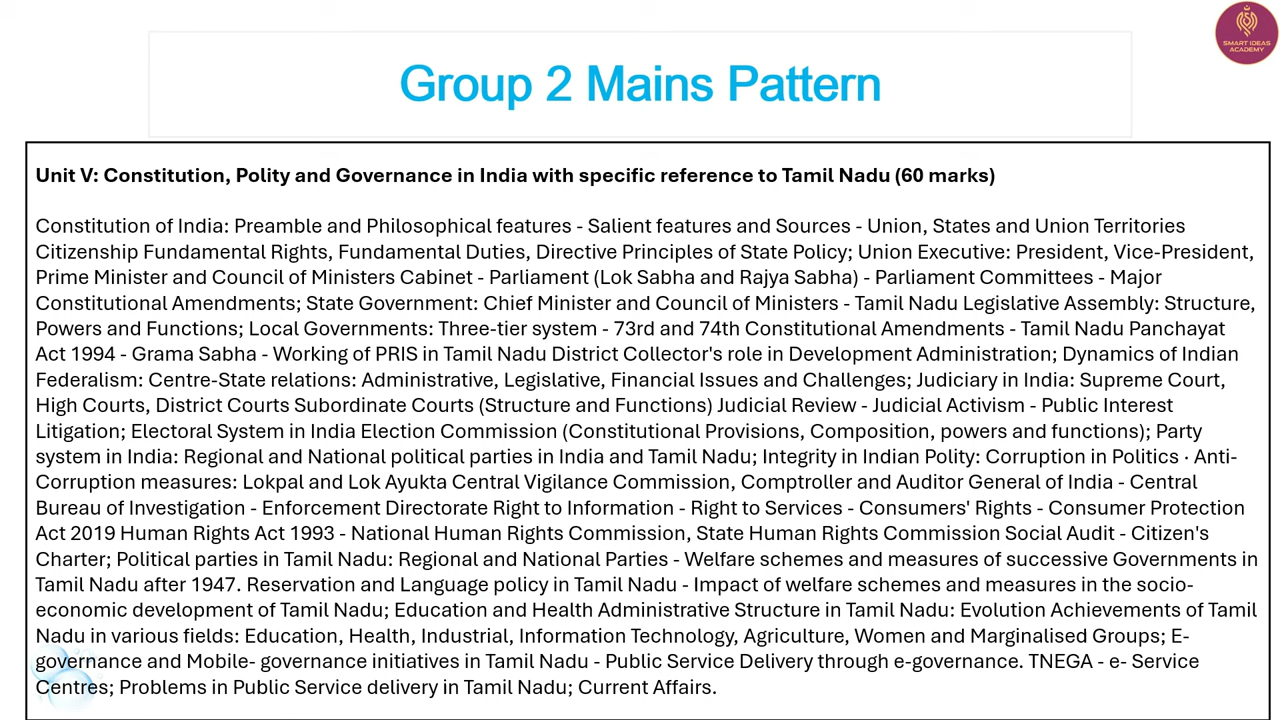 SMART IDEAS
ACADEMY
Group 2 Mains Pattern
Unit V: Constitution, Polity and Governance in India with specific reference to Tamil Nadu (60 marks)
Constitution of India: Preamble and Philosophical features - Salient features and Sources - Union, States and Union Territories
Citizenship Fundamental Rights, Fundamental Duties, Directive Principles of State Policy; Union Executive: President, Vice-President,
Prime Minister and Council of Ministers Cabinet - Parliament (Lok Sabha and Rajya Sabha) - Parliament Committees - Major
Constitutional Amendments; State Government: Chief Minister and Council of Ministers - Tamil Nadu Legislative Assembly: Structure,
Powers and Functions; Local Governments: Three-tier system - 73rd and 74th Constitutional Amendments - Tamil Nadu Panchayat
Act 1994 - Grama Sabha - Working of PRIS in Tamil Nadu District Collector's role in Development Administration; Dynamics of Indian
Federalism: Centre-State relations: Administrative, Legislative, Financial Issues and Challenges; Judiciary in India: Supreme Court,
High Courts, District Courts Subordinate Courts (Structure and Functions) Judicial Review - Judicial Activism - Public Interest
Litigation; Electoral System in India Election Commission (Constitutional Provisions, Composition, powers and functions); Party
system in India: Regional and National political parties in India and Tamil Nadu; Integrity in Indian Polity: Corruption in Politics · Anti-
Corruption measures: Lokpal and Lok Ayukta Central Vigilance Commission, Comptroller and Auditor General of India - Central
Bureau of Investigation - Enforcement Directorate Right to Information - Right to Services - Consumers' Rights - Consumer Protection
Act 2019 Human Rights Act 1993 - National Human Rights Commission, State Human Rights Commission Social Audit - Citizen's
Charter; Political parties in Tamil Nadu: Regional and National Parties - Welfare schemes and measures of successive Governments in
Tamil Nadu after 1947. Reservation and Language policy in Tamil Nadu - Impact of welfare schemes and measures in the socio-
economic development of Tamil Nadu; Education and Health Administrative Structure in Tamil Nadu: Evolution Achievements of Tamil
Nadu in various fields: Education, Health, Industrial, Information Technology, Agriculture, Women and Marginalised Groups; E-
governance and Mobile- governance initiatives in Tamil Nadu - Public Service Delivery through e-governance. TNEGA - e- Service
Centres; Problems in Public Service delivery in Tamil Nadu; Current Affairs.